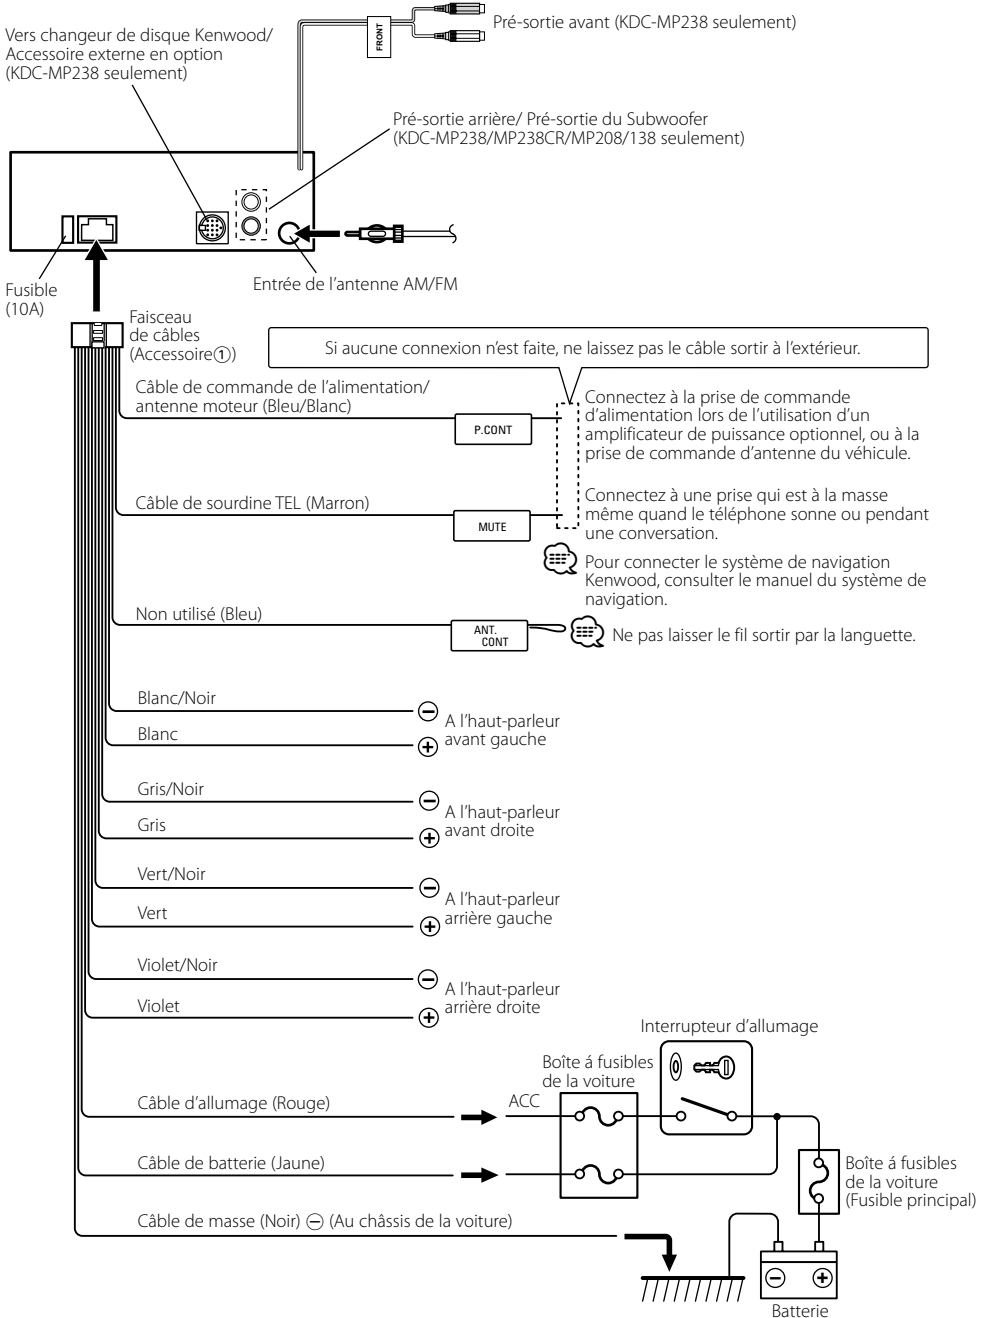 Pré-sortie avant (KDC-MP238 seulement)
FRONT
Vers changeur de disque Kenwood/
Accessoire externe en option
(KDC-MP238 seulement)
Pré-sortie arrière/ Pré-sortie du Subwoofer
(KDC-MP238/MP238CR/MP208/138 seulement)
Entrée de l'antenne AM/FM
Fusible
(10A)
Faisceau
de câbles
(Accessoire①)
Si aucune connexion n'est faite, ne laissez pas le câble sortir à l'extérieur.
Câble de commande de l'alimentation/
antenne moteur (Bleu/Blanc)
P.CONT
Connectez à la prise de commande
d'alimentation lors de l'utilisation d'un
amplificateur de puissance optionnel, ou à la
prise de commande d'antenne du véhicule.
Câble de sourdine TEL (Marron)
MUTE
Connectez à une prise qui est à la masse
même quand le téléphone sonne ou pendant
une conversation.
Pour connecter le système de navigation
Kenwood, consulter le manuel du système de
navigation.
Non utilisé (Bleu)
ANT.
CONT
Ne pas laisser le fil sortir par la languette.
Blanc/Noir
⊖
A l'haut-parleur
avant gauche
Blanc
⊕
Gris/Noir
⊖
A l'haut-parleur
avant droite
Gris
⊕
Vert/Noir
⊖
A l'haut-parleur
arrière gauche
Vert
⊕
Violet/Noir
⊖
A l'haut-parleur
arrière droite
Violet
⊕
Interrupteur d'allumage
Boîte á fusibles
de la voiture
Câble d'allumage (Rouge)
ACC
Câble de batterie (Jaune)
Boîte á fusibles
de la voiture
(Fusible principal)
Câble de masse (Noir) ⊖ (Au châssis de la voiture)
⊖ ⊕
Batterie